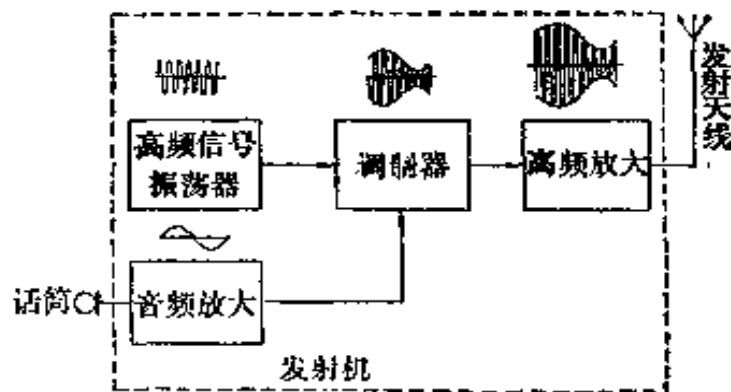 高频信号
振荡器
调制器
高频放大
发射天线
话筒
音频放大
发射机